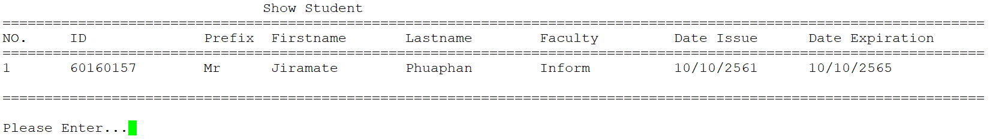 Show Student
=====================================================================================================================
NO. ID Prefix Firstname Lastname Faculty Date Issue Date Expiration
=====================================================================================================================
1 60160157 Mr Jiramate Phuaphan Inform 10/10/2561 10/10/2565
=====================================================================================================================
Please Enter...